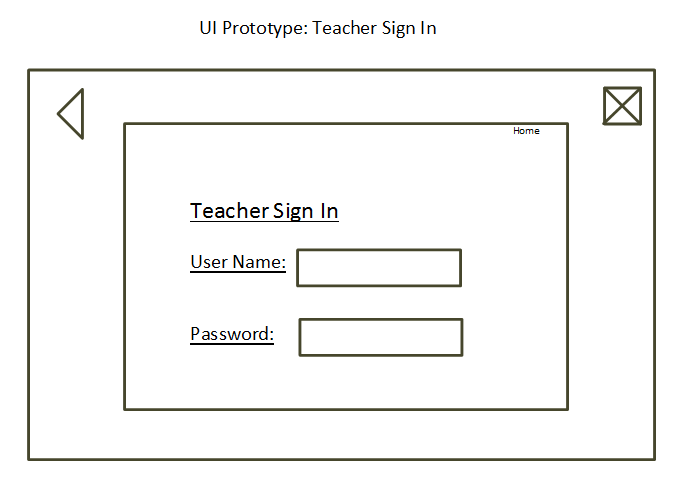 UI Prototype: Teacher Sign In
Home
Teacher Sign In
User Name:
Password: